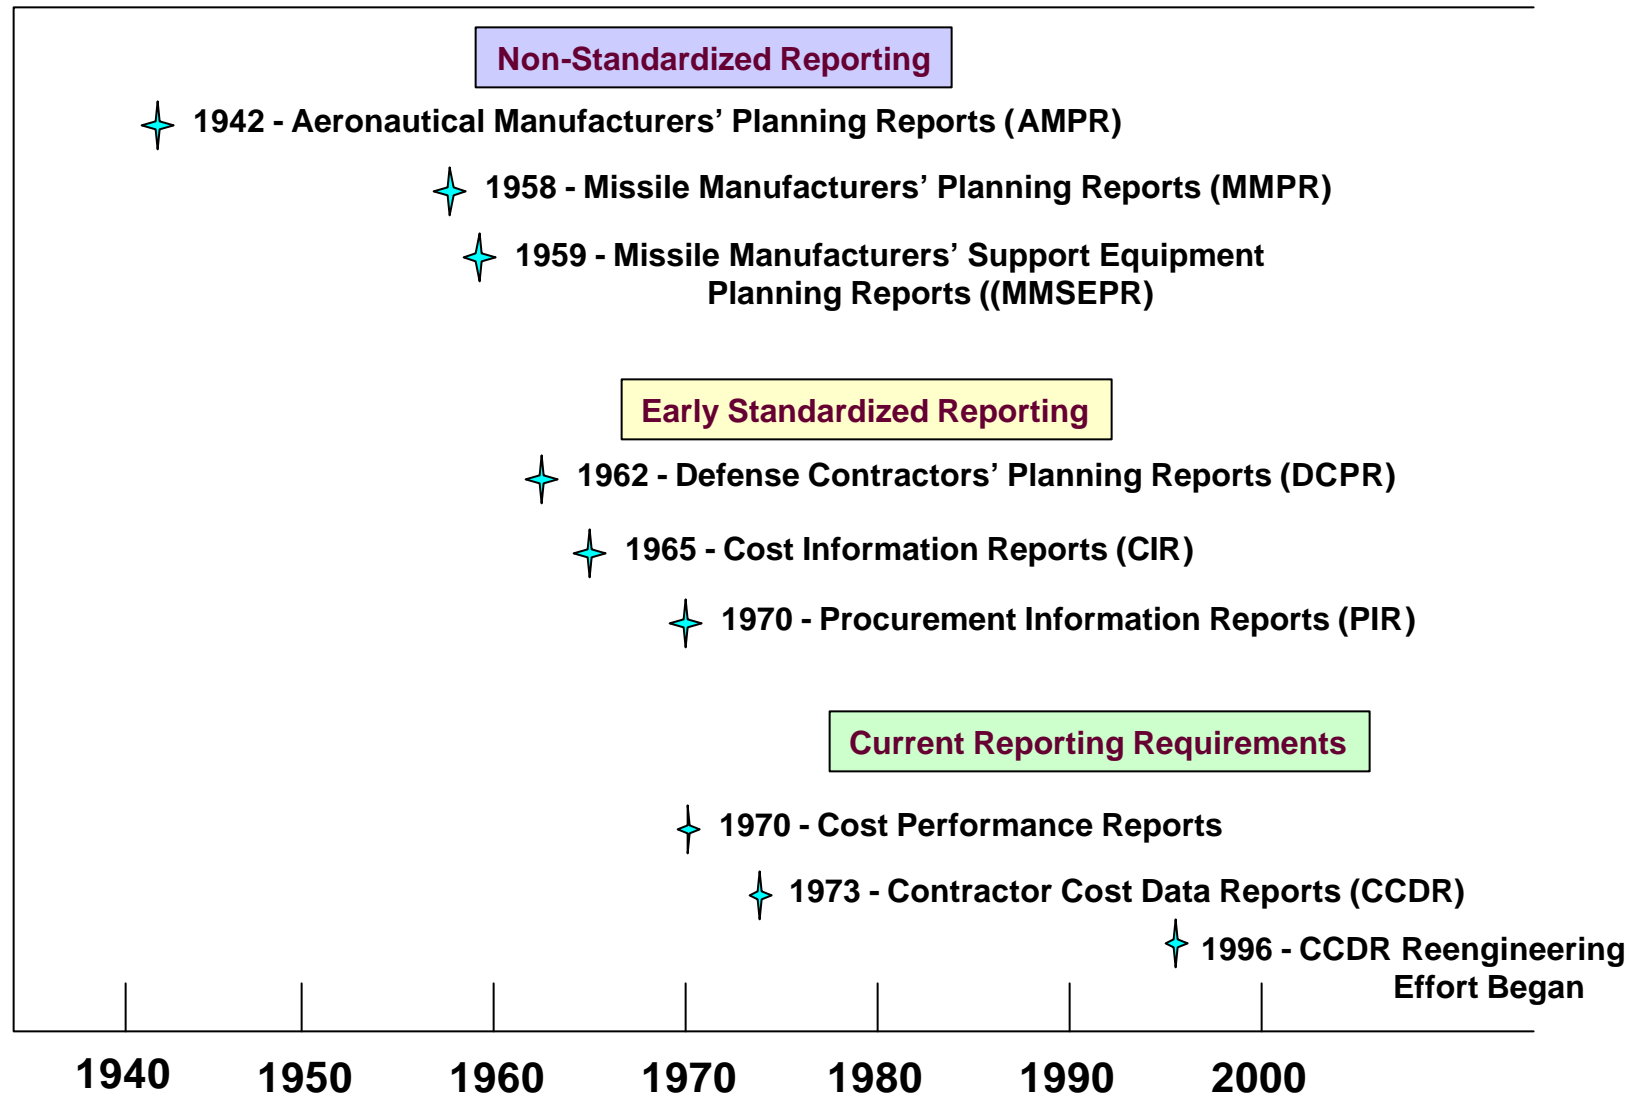 Non-Standardized Reporting
1942 - Aeronautical Manufacturers’ Planning Reports (AMPR)
1958 - Missile Manufacturers’ Planning Reports (MMPR)
1959 - Missile Manufacturers’ Support Equipment
Planning Reports ((MMSEPR)
Early Standardized Reporting
1962 - Defense Contractors’ Planning Reports (DCPR)
1965 - Cost Information Reports (CIR)
1970 - Procurement Information Reports (PIR)
Current Reporting Requirements
1970 - Cost Performance Reports
1973 - Contractor Cost Data Reports (CCDR)
1996 - CCDR Reengineering
Effort Began
1940 1950 1960 1970 1980 1990 2000